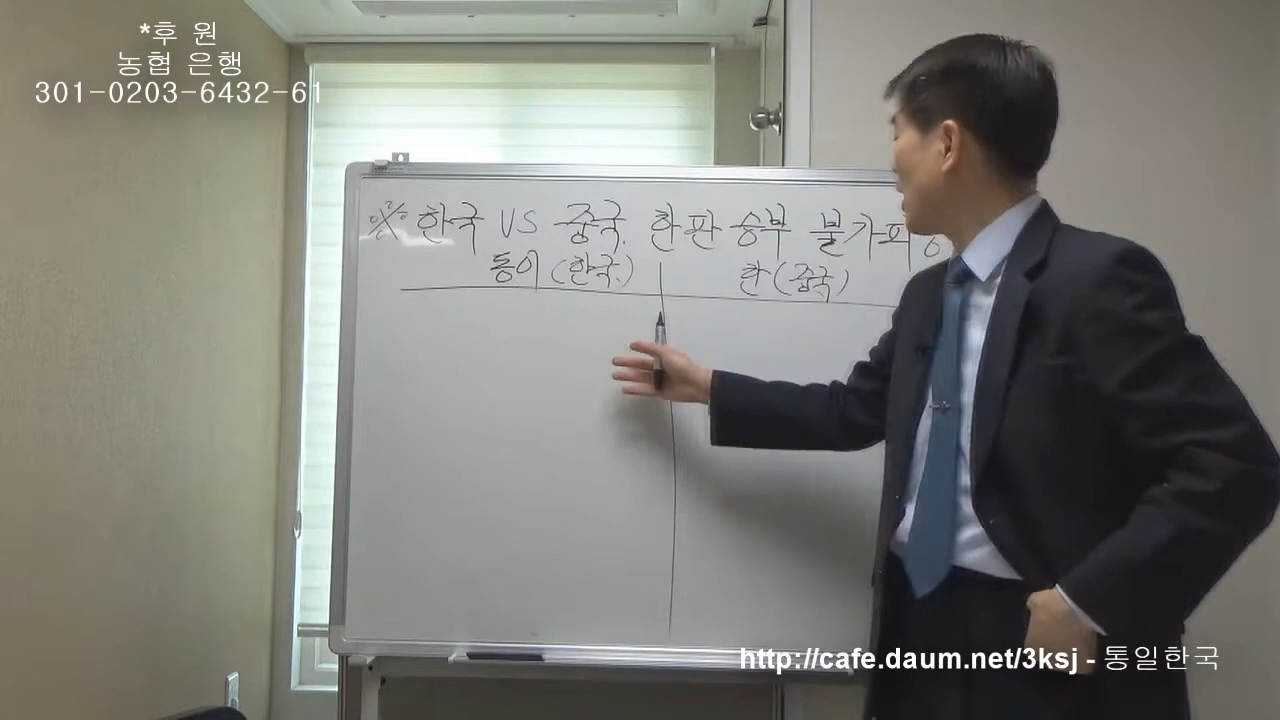 *후 원
농협 은행
301-0203-6432-61
※ 한국 VS 중국. 한판 승부 불가피
동이 (한국.) 한 (중국)
http://cafe.daum.net/3ksj - 통일한국